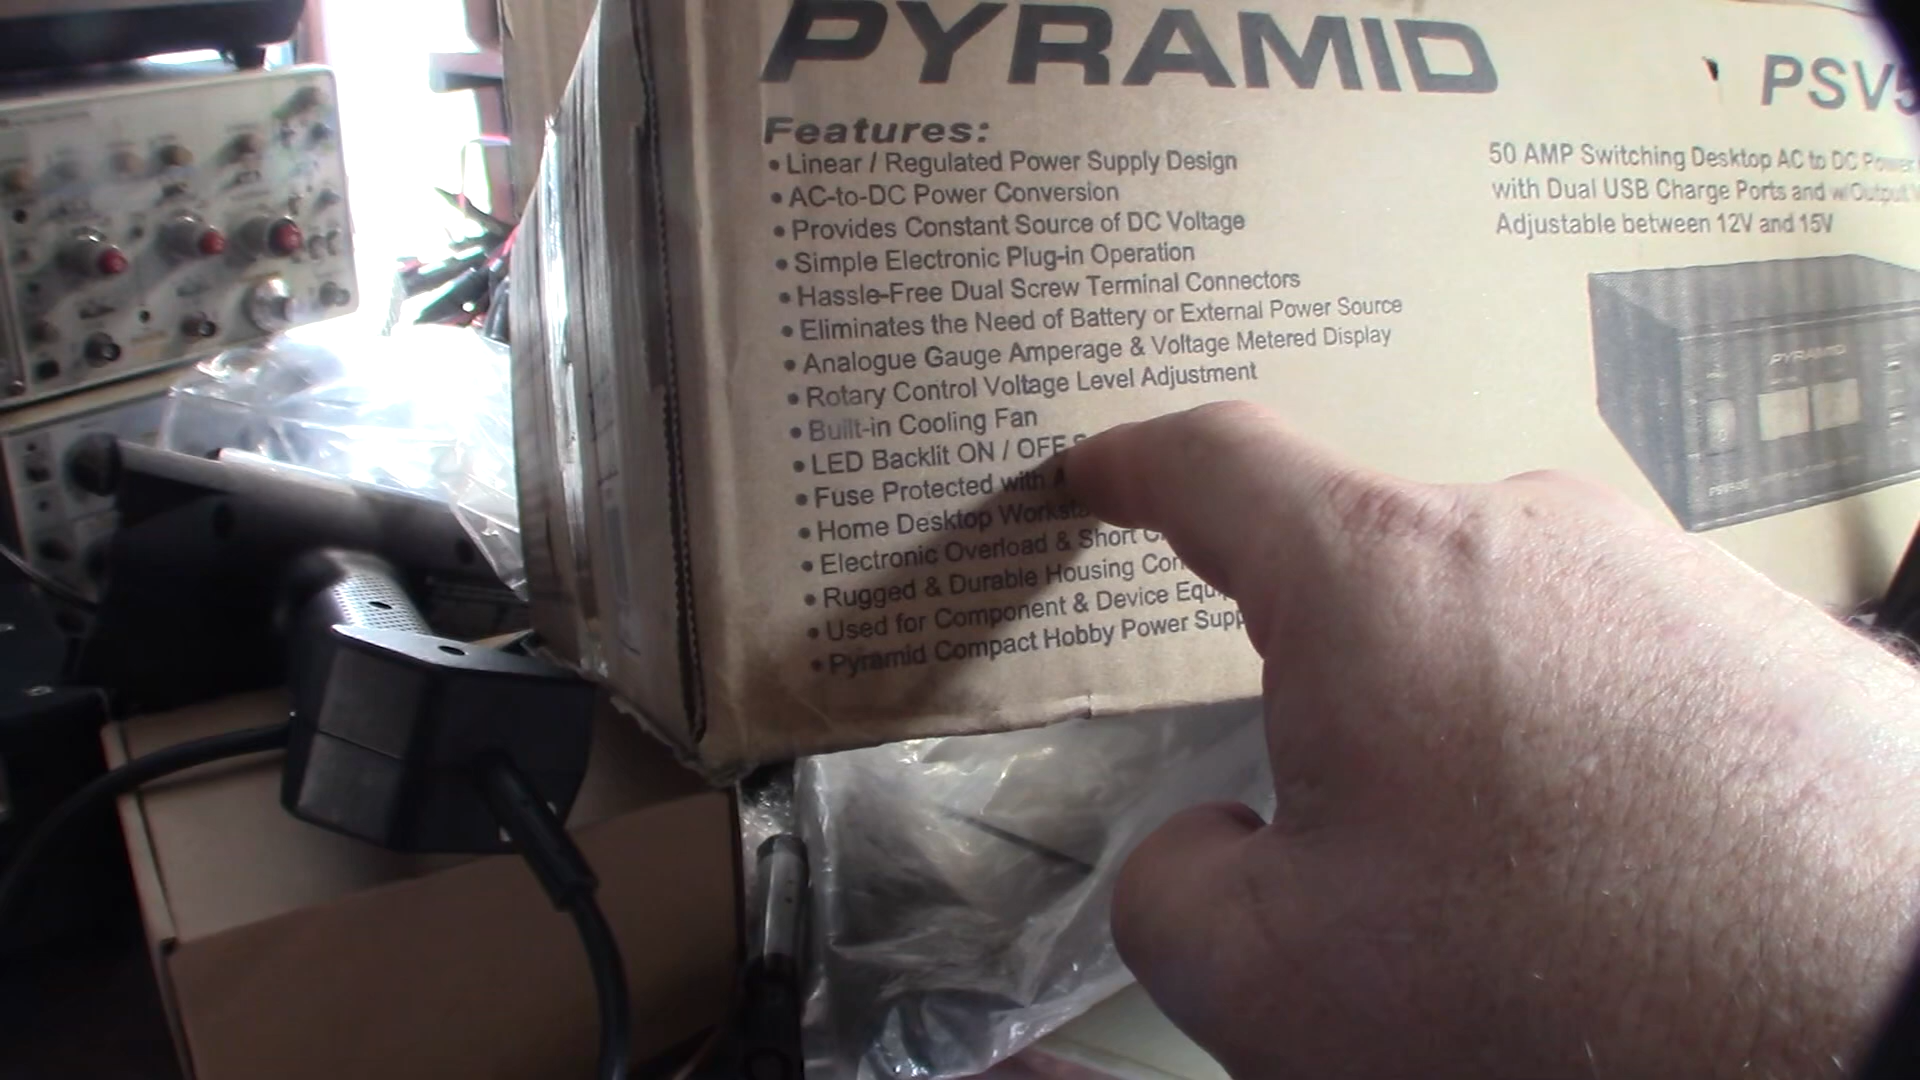 PYRAMID
PSV5
Features:
• Linear / Regulated Power Supply Design
• AC-to-DC Power Conversion
• Provides Constant Source of DC Voltage
• Simple Electronic Plug-in Operation
• Hassle-Free Dual Screw Terminal Connectors
• Eliminates the Need of Battery or External Power Source
• Analogue Gauge Amperage & Voltage Metered Display
• Rotary Control Voltage Level Adjustment
• Built-in Cooling Fan
• LED Backlit ON / OFF
• Fuse Protected with
• Home Desktop
• Electronic Overload & Short
• Rugged & Durable Housing
• Used for Component & Device
• Pyramid Compact Hobby Power
50 AMP Switching Desktop AC to DC Power
with Dual USB Charge Ports and w/Output
Adjustable between 12V and 15V
PYRAMID